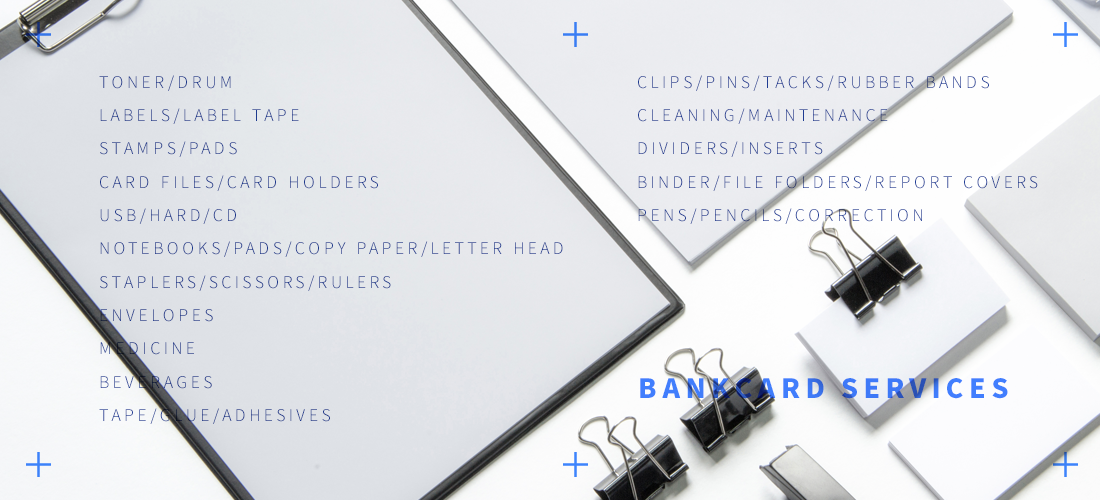 TONER/DRUM
LABELS/LABEL TAPE
STAMPS/PADS
CARD FILES/CARD HOLDERS
USB/HARD/CD
NOTEBOOKS/PADS/COPY PAPER/LETTER HEAD
STAPLERS/SCISSORS/RULERS
ENVELOPES
MEDICINE
BEVERAGES
TAPE/GLUE/ADHESIVES
CLIPS/PINS/TACKS/RUBBER BANDS
CLEANING/MAINTENANCE
DIVIDERS/INSERTS
BINDER/FILE FOLDERS/REPORT COVERS
PENS/PENCILS/CORRECTION
BANKCARD SERVICES